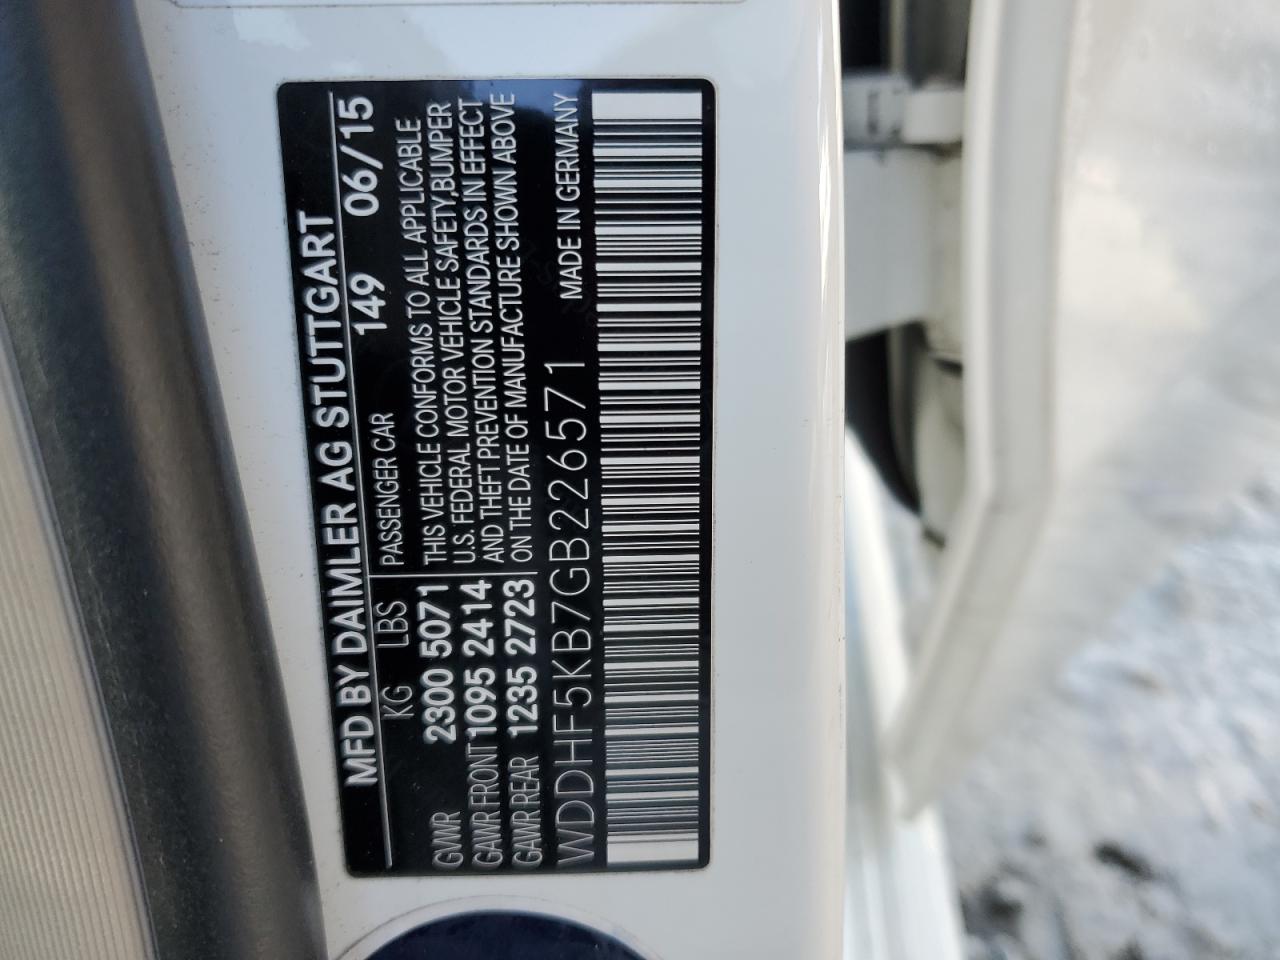 MFD BY DAIMLER AG STUTTGART
149 06/15
KG LBS PASSENGER CAR
GVWR 2300 5071
GAWR FRONT 1095 2414
GAWR REAR 1235 2723
THIS VEHICLE CONFORMS TO ALL APPLICABLE
U.S. FEDERAL MOTOR VEHICLE SAFETY,BUMPER
AND THEFT PREVENTION STANDARDS IN EFFECT
ON THE DATE OF MANUFACTURE SHOWN ABOVE
WDDHF5KB7GB226571 MADE IN GERMANY